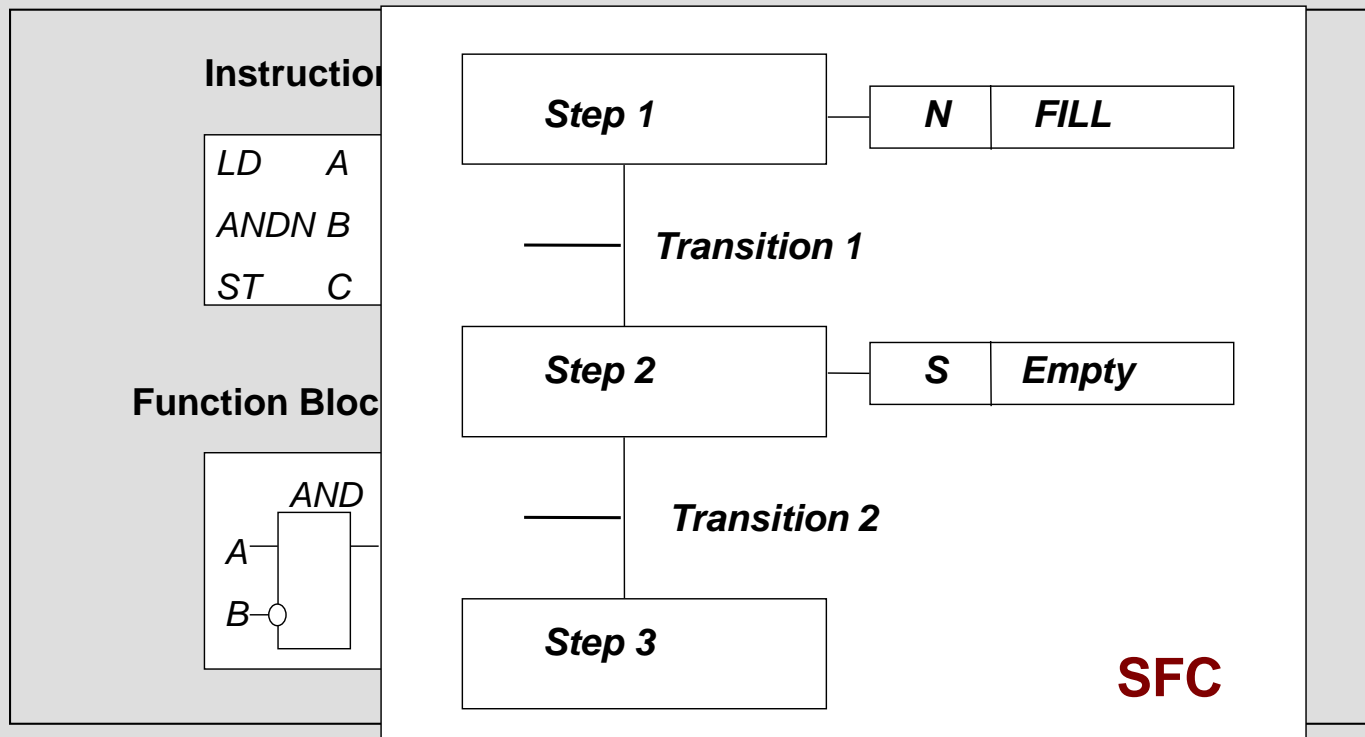 Instruction
LD A
ANDN B
ST C
Function Bloc
AND
A
B
Step 1
N FILL
Transition 1
Step 2
S Empty
Transition 2
Step 3
SFC